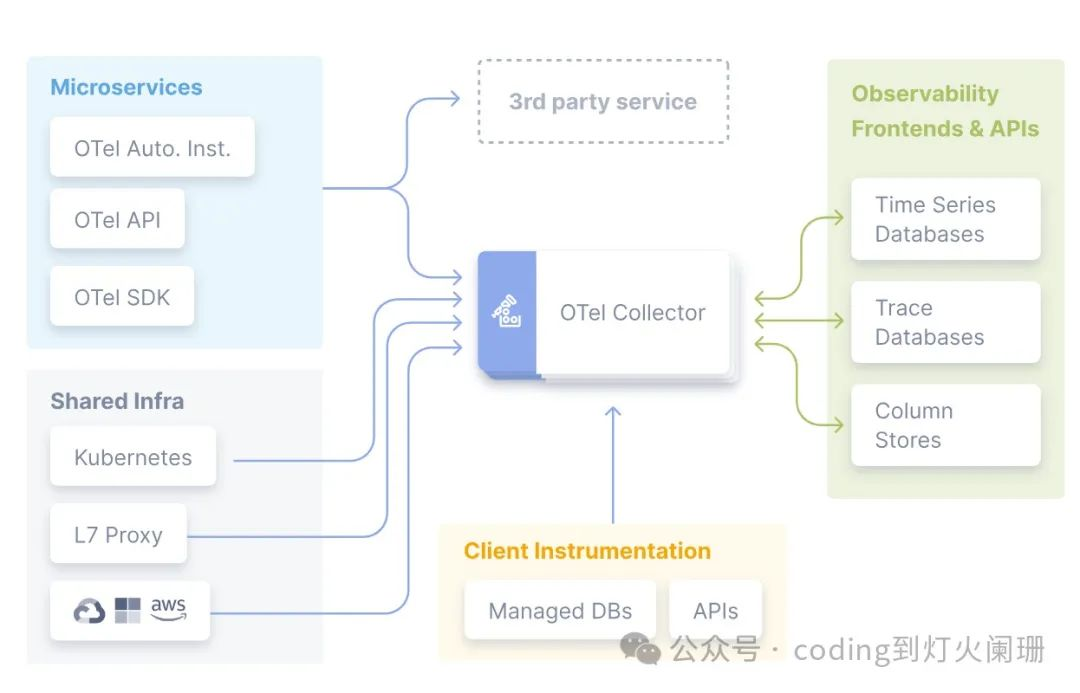 Microservices
OTel Auto. Inst.
OTel API
OTel SDK
3rd party service
Observability
Frontends & APIs
Time Series
Databases
Trace
Databases
Column
Stores
OTel Collector
Shared Infra
Kubernetes
L7 Proxy
aws
Client Instrumentation
Managed DBs
APIs
公众号 · coding到灯火阑珊